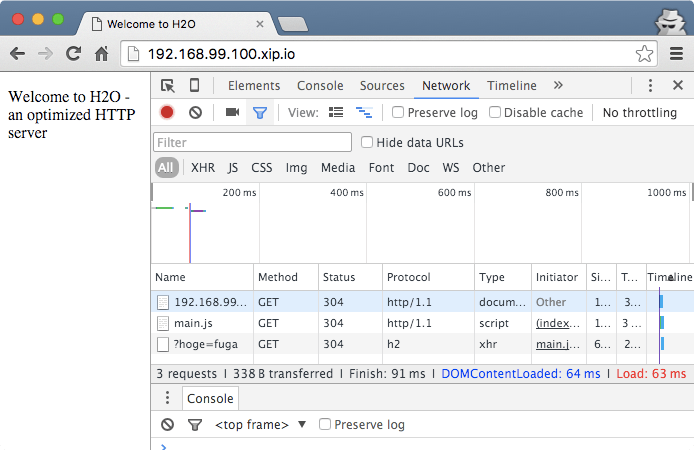 Welcome to H2O
192.168.99.100.xip.io
Welcome to H2O -
an optimized HTTP
server
Elements Console Sources Network Timeline »
View: Preserve log Disable cache No throttling
Filter Hide data URLs
All XHR JS CSS Img Media Font Doc WS Other
200 ms 400 ms 600 ms 800 ms 1000 ms
Name Method Status Protocol Type Initiator Si... T... Timeline
192.168.99... GET 304 http/1.1 docum... Other 1... 3...
main.js GET 304 http/1.1 script (index... 1... 3 ...
?hoge=fuga GET 304 h2 xhr main.j... 6... 2...
3 requests | 338 B transferred | Finish: 91 ms | DOMContentLoaded: 64 ms | Load: 63 ms
Console
<top frame> ▼ Preserve log